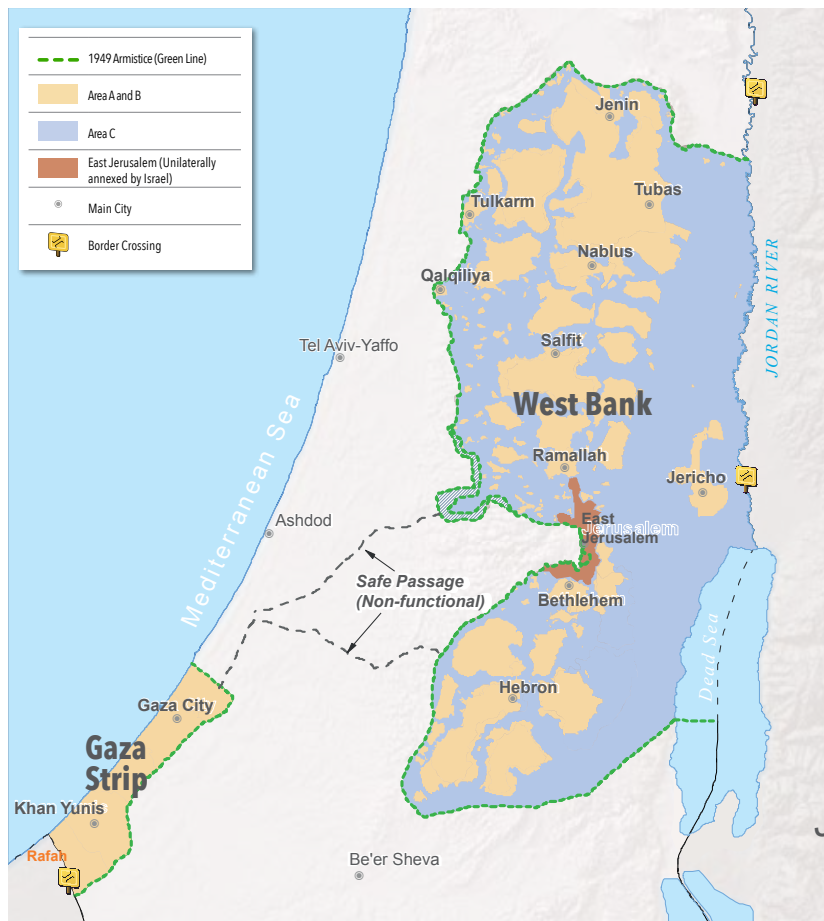 1949 Armistice (Green Line)
Area A and B
Area C
East Jerusalem (Unilaterally
annexed by Israel)
Main City
Border Crossing
Jenin
Tubas
Tulkarm
Nablus
Qalqiliya
JORDAN RIVER
Tel Aviv-Yaffo
Salfit
West Bank
Mediterranean Sea
Ramallah
Jericho
Ashdod
East
Jerusalem
Jerusalem
Safe Passage
(Non-functional)
Bethlehem
Dead Sea
Hebron
Gaza City
Gaza
Strip
Khan Yunis
Rafah
Be'er Sheva